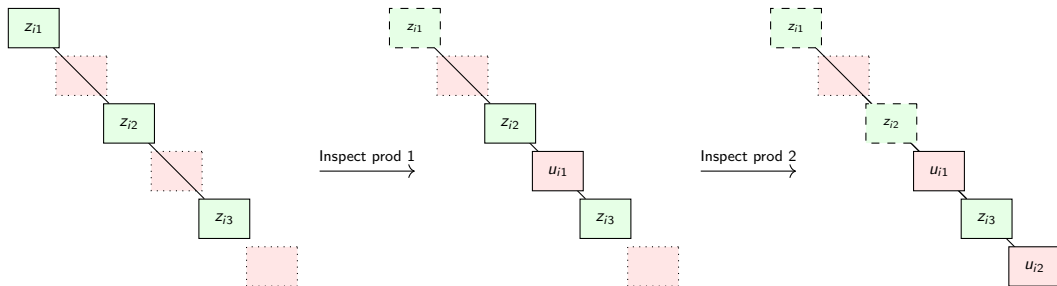 z_{i1}
z_{i2}
z_{i3}
Inspect prod 1
z_{i1}
z_{i2}
u_{i1}
z_{i3}
Inspect prod 2
z_{i1}
z_{i2}
u_{i1}
z_{i3}
u_{i2}